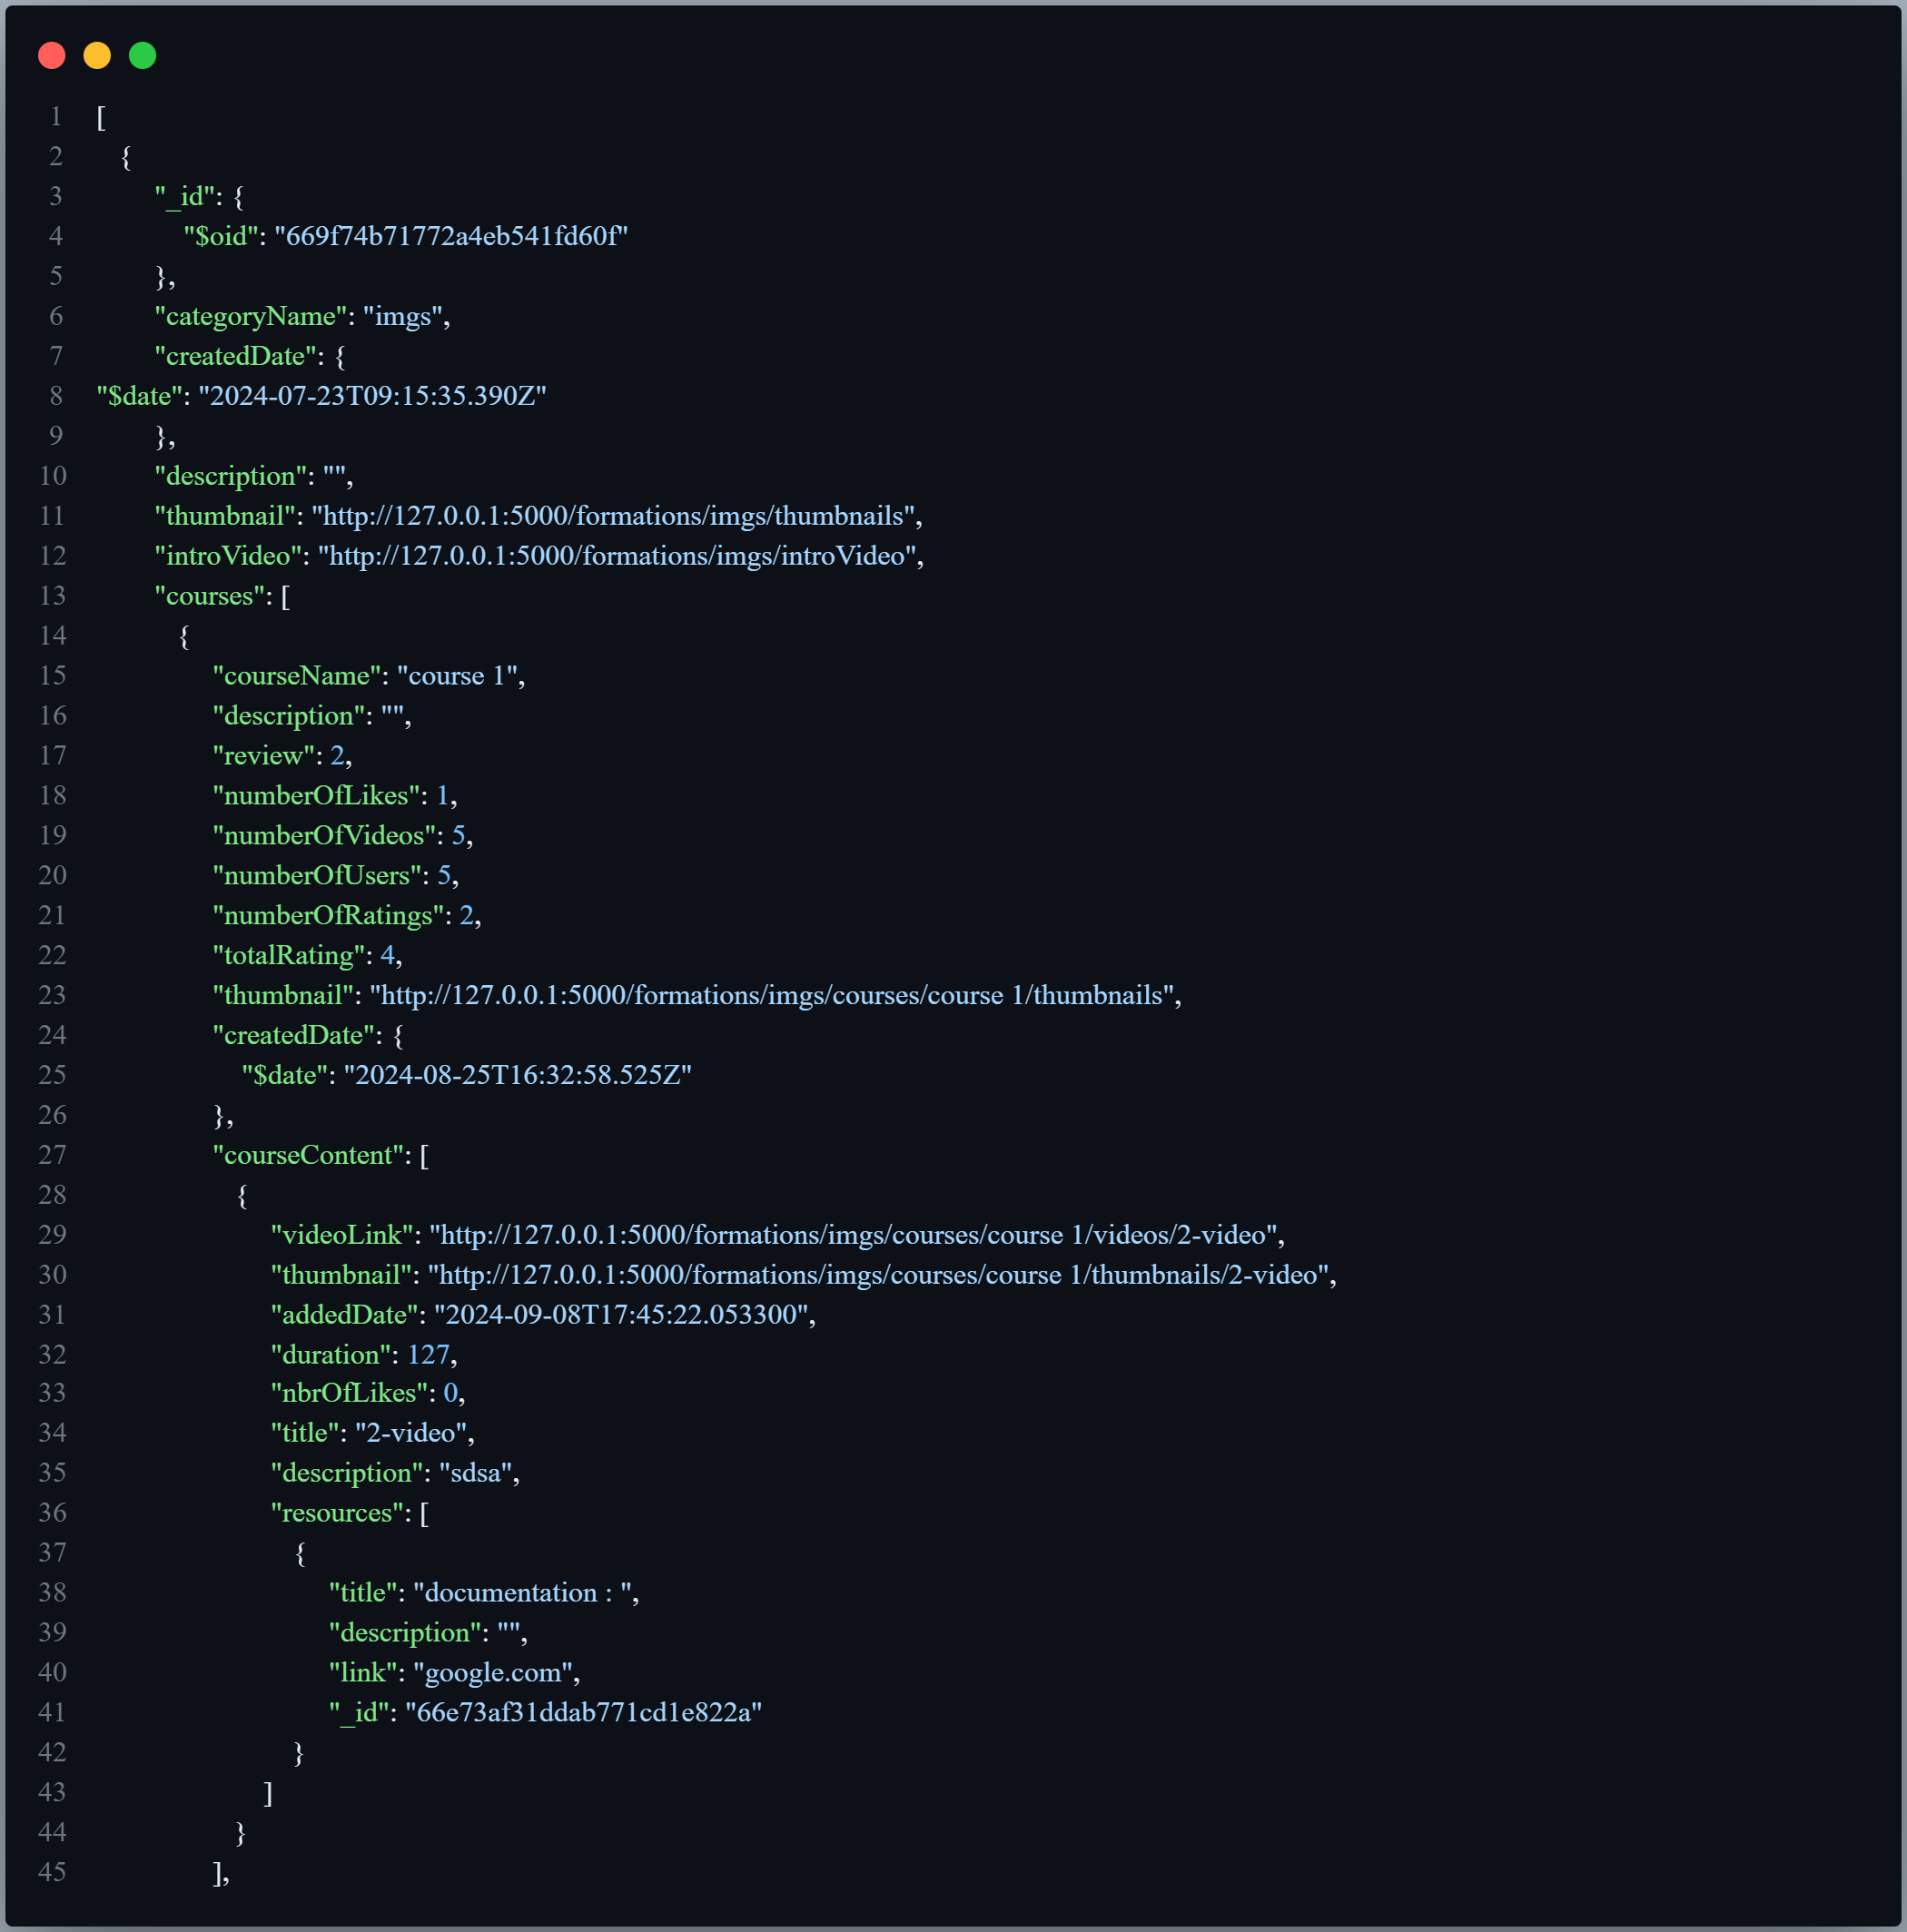 1 [
2 {
3 "_id": {
4 "$oid": "669f74b71772a4eb541fd60f"
5 },
6 "categoryName": "imgs",
7 "createdDate": {
8 "$date": "2024-07-23T09:15:35.390Z"
9 },
10 "description": "",
11 "thumbnail": "http://127.0.0.1:5000/formations/imgs/thumbnails",
12 "introVideo": "http://127.0.0.1:5000/formations/imgs/introVideo",
13 "courses": [
14 {
15 "courseName": "course 1",
16 "description": "",
17 "review": 2,
18 "numberOfLikes": 1,
19 "numberOfVideos": 5,
20 "numberOfUsers": 5,
21 "numberOfRatings": 2,
22 "totalRating": 4,
23 "thumbnail": "http://127.0.0.1:5000/formations/imgs/courses/course 1/thumbnails",
24 "createdDate": {
25 "$date": "2024-08-25T16:32:58.525Z"
26 },
27 "courseContent": [
28 {
29 "videoLink": "http://127.0.0.1:5000/formations/imgs/courses/course 1/videos/2-video",
30 "thumbnail": "http://127.0.0.1:5000/formations/imgs/courses/course 1/thumbnails/2-video",
31 "addedDate": "2024-09-08T17:45:22.053300",
32 "duration": 127,
33 "nbrOfLikes": 0,
34 "title": "2-video",
35 "description": "sdsa",
36 "resources": [
37 {
38 "title": "documentation : ",
39 "description": "",
40 "link": "google.com",
41 "_id": "66e73af31ddab771cd1e822a"
42 }
43 ]
44 }
45 ],